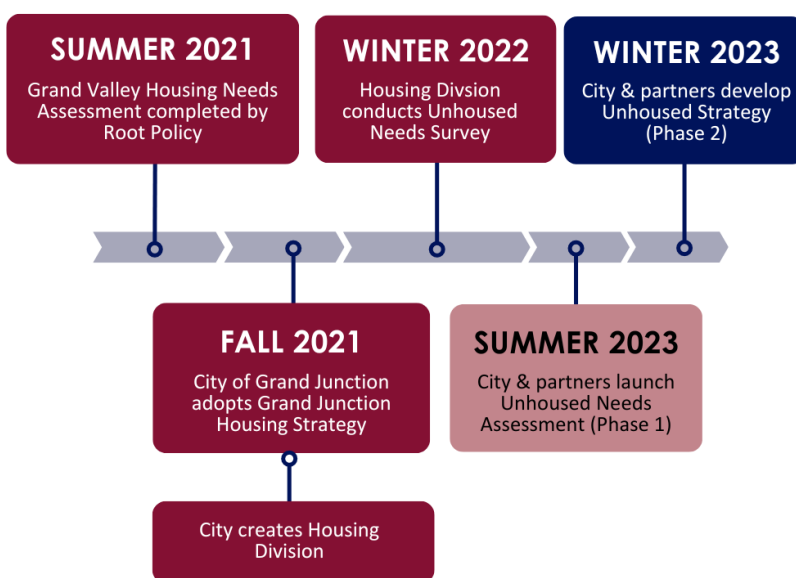 SUMMER 2021
Grand Valley Housing Needs
Assessment completed by
Root Policy
WINTER 2022
Housing Divsion
conducts Unhoused
Needs Survey
WINTER 2023
City & partners develop
Unhoused Strategy
(Phase 2)
FALL 2021
City of Grand Junction
adopts Grand Junction
Housing Strategy
SUMMER 2023
City & partners launch
Unhoused Needs
Assessment (Phase 1)
City creates Housing
Division